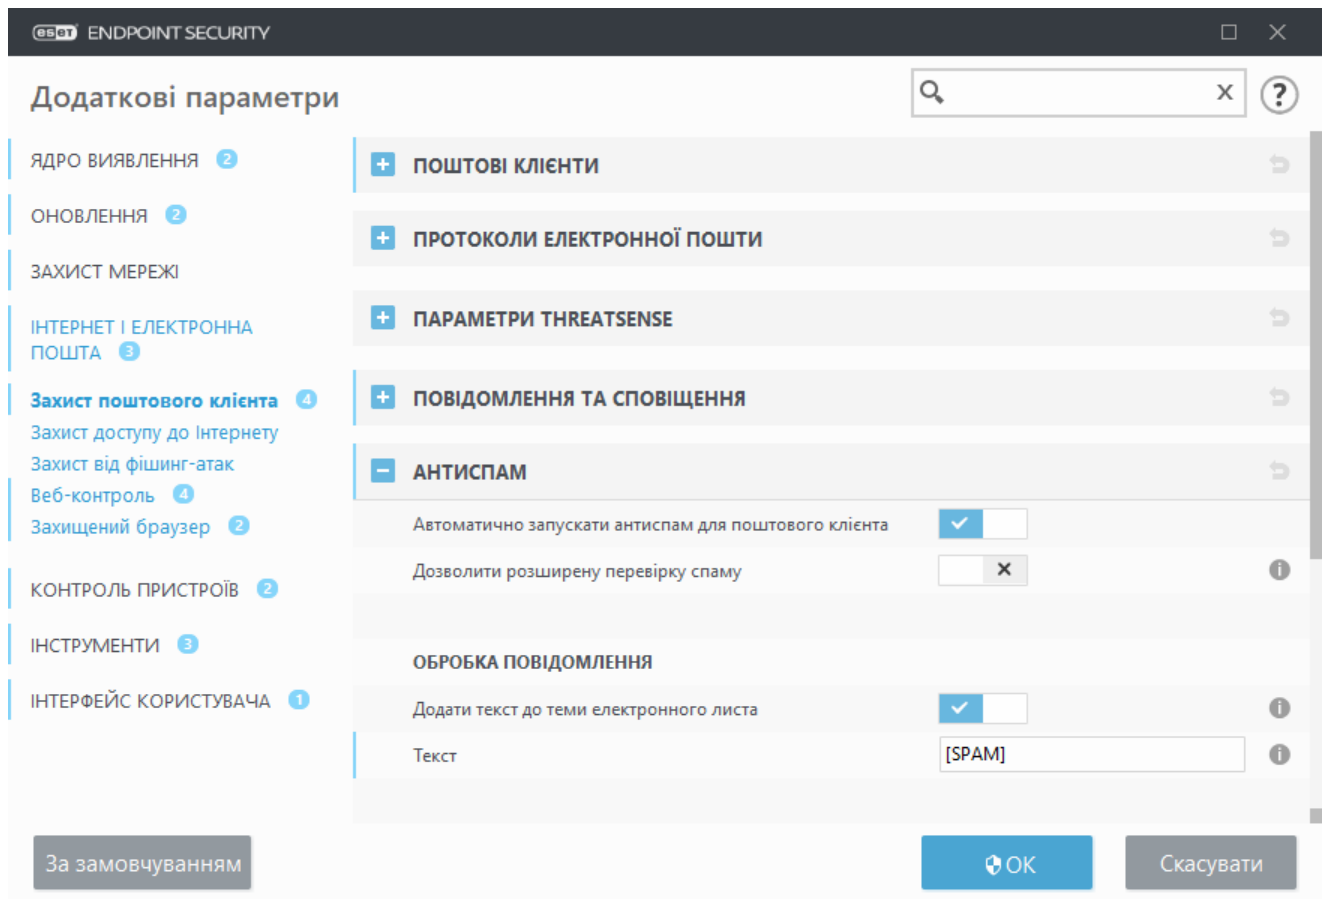 eset ENDPOINT SECURITY
Додаткові параметри
x
?
ЯДРО ВИЯВЛЕННЯ 2
ОНОВЛЕННЯ 2
ЗАХИСТ МЕРЕЖІ
ІНТЕРНЕТ І ЕЛЕКТРОННА
ПОШТА 3
Захист поштового клієнта 4
Захист доступу до Інтернету
Захист від фішинг-атак
Веб-контроль 4
Захищений браузер 2
КОНТРОЛЬ ПРИСТРОЇВ 2
ІНСТРУМЕНТИ 3
ІНТЕРФЕЙС КОРИСТУВАЧА 1
ПОШТОВІ КЛІЄНТИ
ПРОТОКОЛИ ЕЛЕКТРОННОЇ ПОШТИ
ПАРАМЕТРИ THREATSENSE
ПОВІДОМЛЕННЯ ТА СПОВІЩЕННЯ
АНТИСПАМ
Автоматично запускати антиспам для поштового клієнта
Дозволити розширену перевірку спаму
ОБРОБКА ПОВІДОМЛЕННЯ
Додати текст до теми електронного листа
Текст [SPAM]
За замовчуванням
ОК
Скасувати